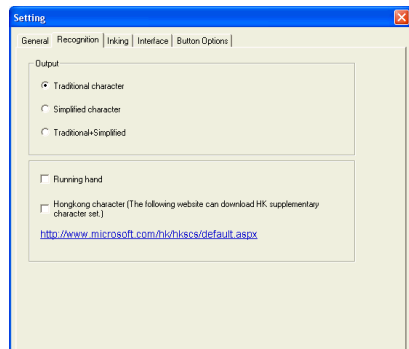 Setting
General Recognition Inking Interface Button Options
Output
Traditional character
Simplified character
Traditional+Simplified
Running hand
Hongkong character (The following website can download HK supplementary
character set.)
http://www.microsoft.com/hk/hkscs/default.aspx